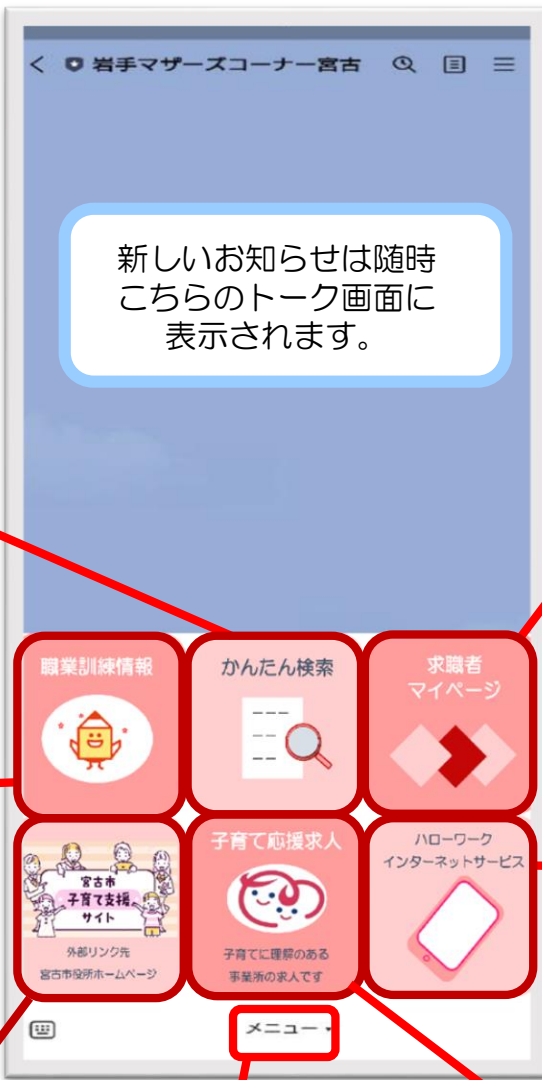 岩手マザーズコーナー宮古
新しいお知らせは随時
こちらのトーク画面に
表示されます。
職業訓練情報
かんたん検索
求職者
マイページ
宮古市
子育て支援
サイト
外部リンク先
宮古市役所ホームページ
子育て応援求人
子育てに理解のある
事業所の求人です
ハローワーク
インターネットサービス
メニュー